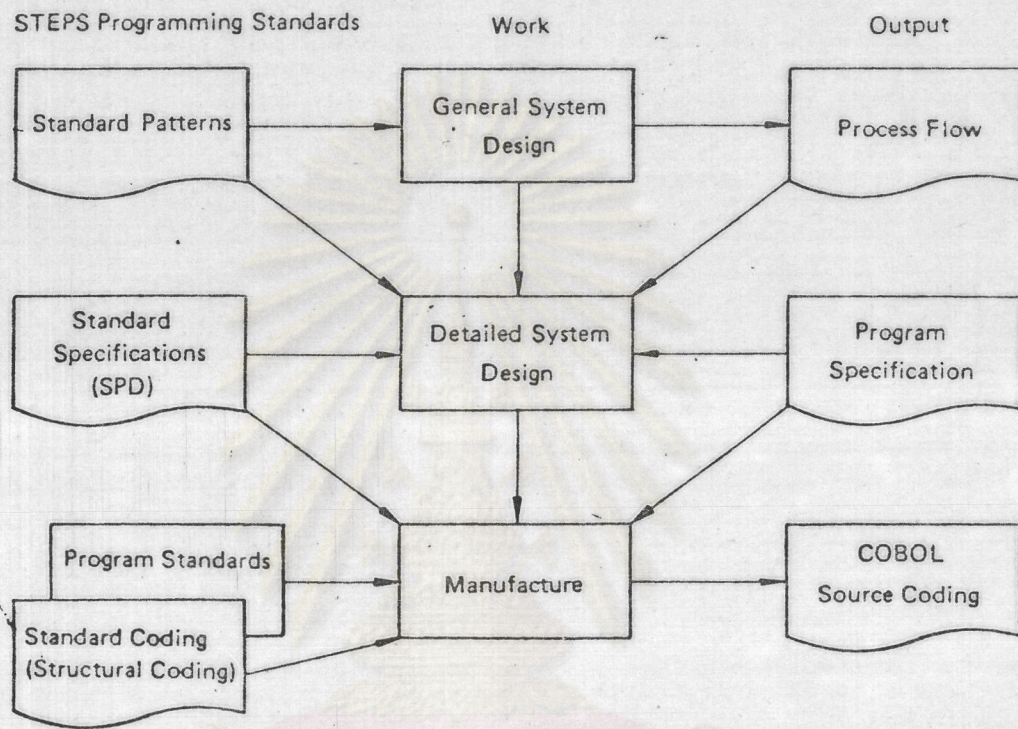 STEPS Programming Standards
Work
Output
Standard Patterns
General System
Design
Process Flow
Standard
Specifications
(SPD)
Detailed System
Design
Program
Specification
Program Standards
Standard Coding
(Structural Coding)
Manufacture
COBOL
Source Coding